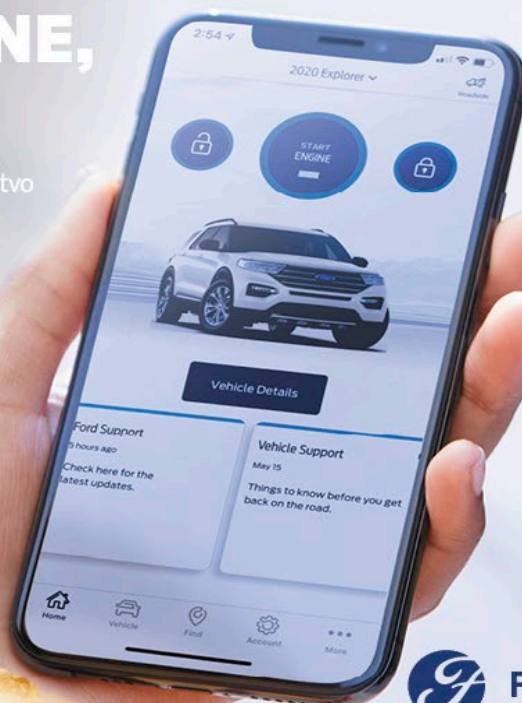 NE,
tvo
2:54
2020 Explorer
Roadside
START
ENGINE
Vehicle Details
Ford Support
5 hours ago
Check here for the
latest updates.
Vehicle Support
May 15
Things to know before you get
back on the road.
Home
Vehicle
Find
Account
More
F